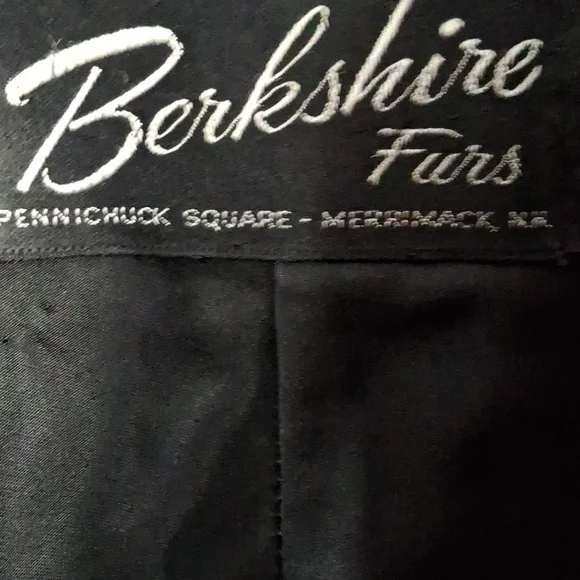 Berkshire
Furs
PENNICHUCK SQUARE - MERRIMACK, N.H.